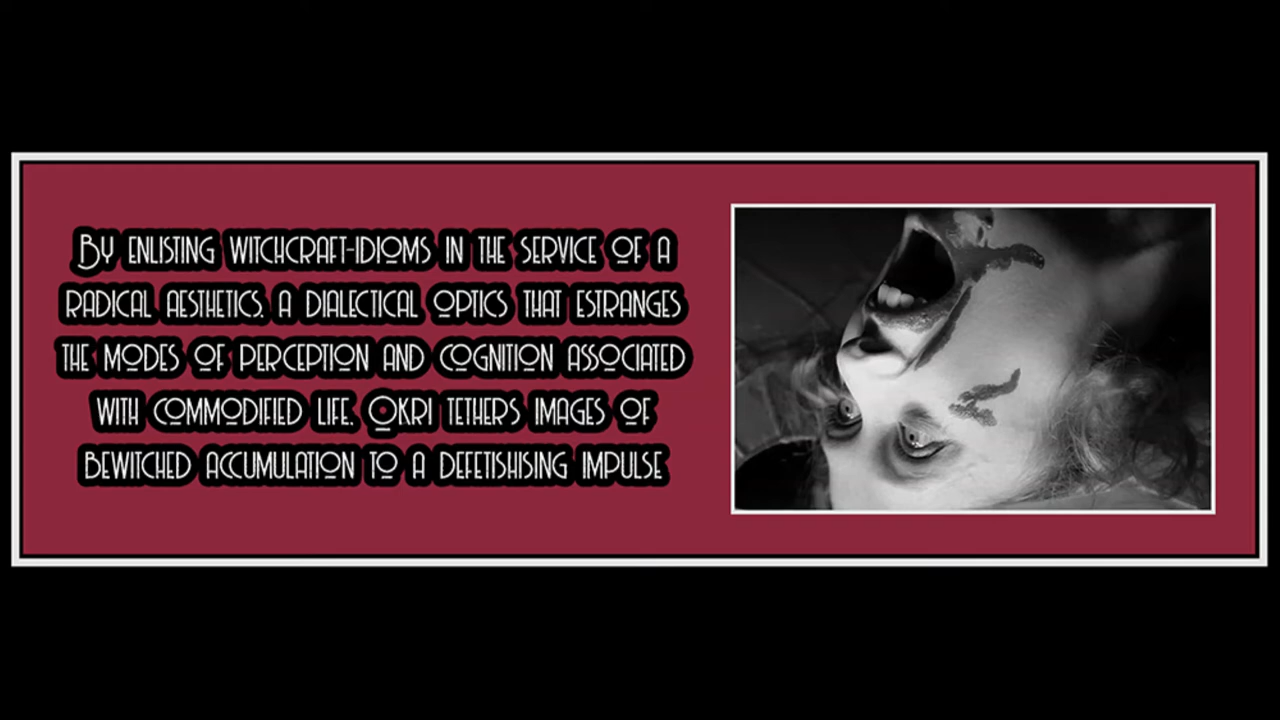 By enlisting witchcraft-idioms in the service of a
radical aesthetics, a dialectical optics that estranges
the modes of perception and cognition associated
with commodified life, Okri tethers images of
bewitched accumulation to a defetishising impulse